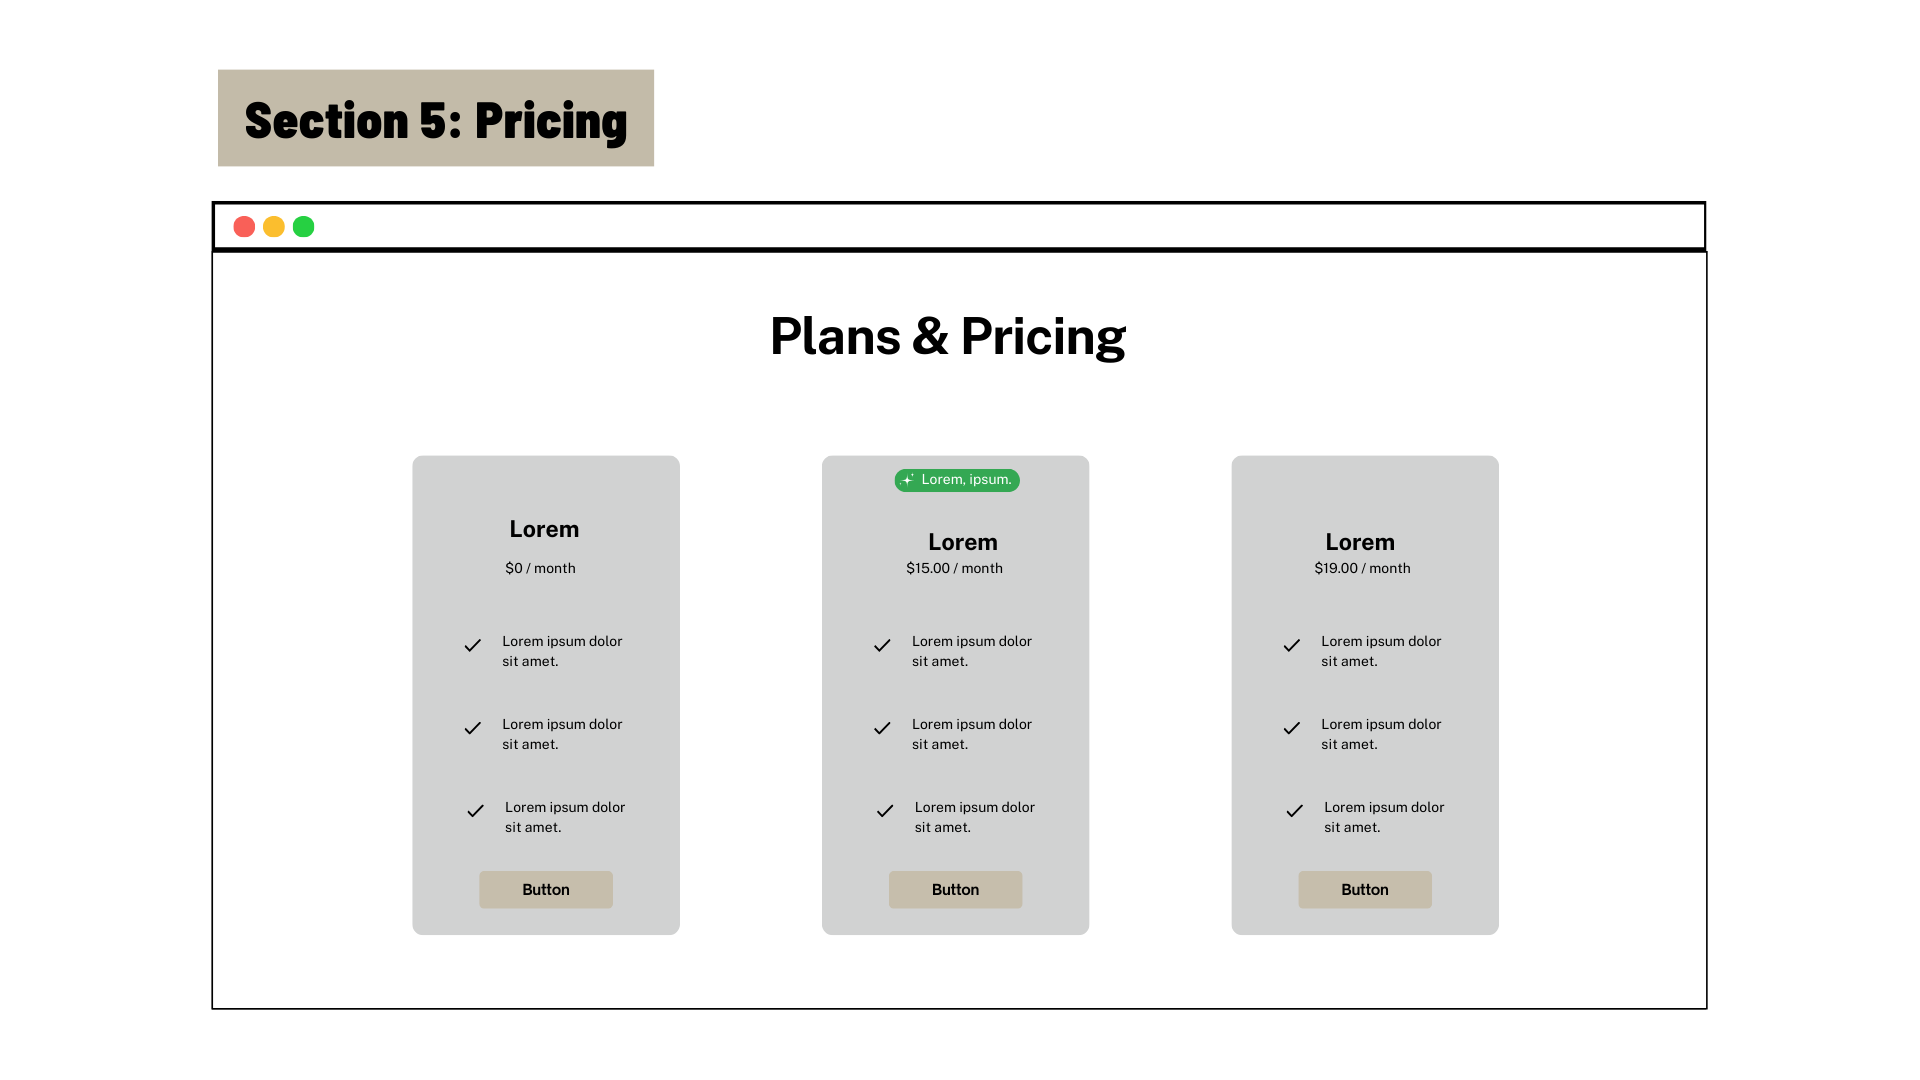 Section 5: Pricing
Plans & Pricing
Lorem
$0 / month
Lorem ipsum dolor
sit amet.
Lorem ipsum dolor
sit amet.
Lorem ipsum dolor
sit amet.
Button
Lorem, ipsum.
Lorem
$15.00 / month
Lorem ipsum dolor
sit amet.
Lorem ipsum dolor
sit amet.
Lorem ipsum dolor
sit amet.
Button
Lorem
$19.00 / month
Lorem ipsum dolor
sit amet.
Lorem ipsum dolor
sit amet.
Lorem ipsum dolor
sit amet.
Button